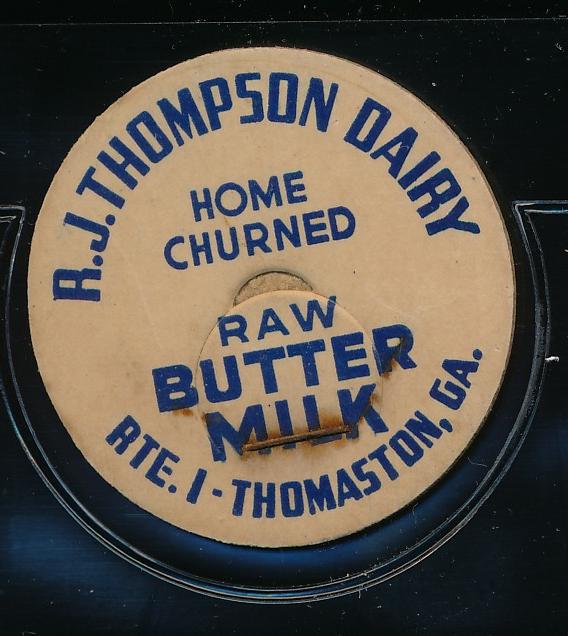 R.J. THOMPSON DAIRY
HOME
CHURNED
RAW
BUTTER
MILK
RTE. 1 - THOMASTON, GA.